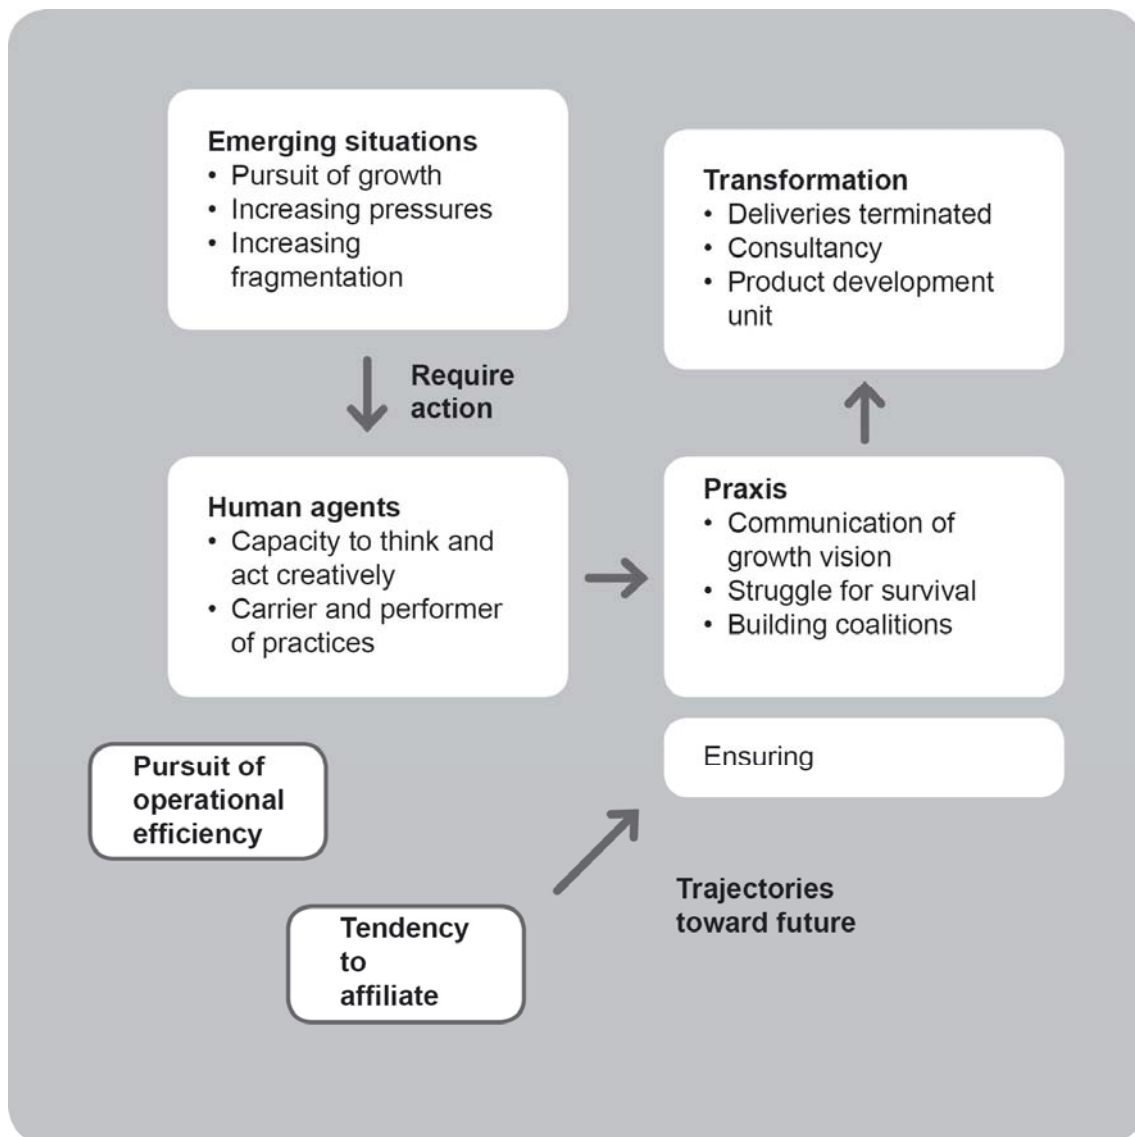 Emerging situations
• Pursuit of growth
• Increasing pressures
• Increasing
fragmentation
Require
action
Human agents
• Capacity to think and
act creatively
• Carrier and performer
of practices
Transformation
• Deliveries terminated
• Consultancy
• Product development
unit
Praxis
• Communication of
growth vision
• Struggle for survival
• Building coalitions
Ensuring
Pursuit of
operational
efficiency
Tendency
to
affiliate
Trajectories
toward future